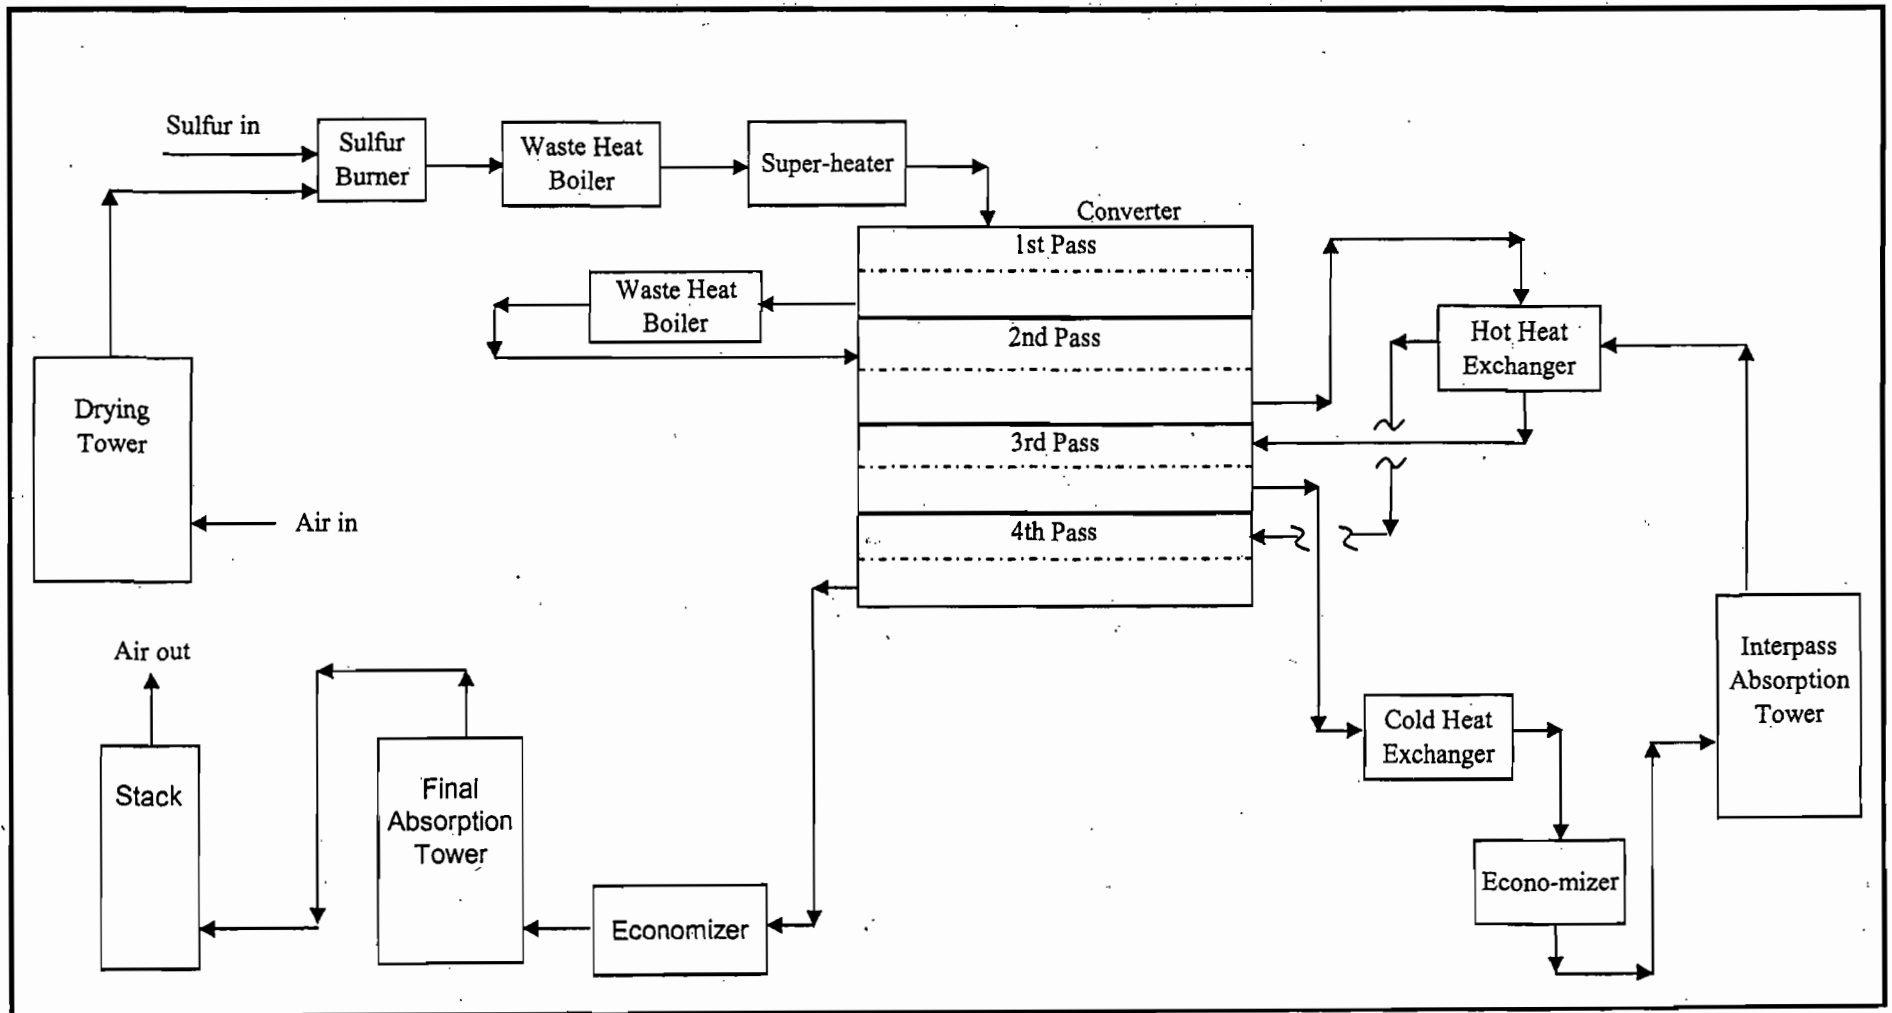 Sulfur in
Sulfur
Burner
Waste Heat
Boiler
Super-heater
Converter
1st Pass
Waste Heat
Boiler
2nd Pass
Hot Heat
Exchanger
Drying
Tower
3rd Pass
Air in
4th Pass
Air out
Interpass
Absorption
Tower
Cold Heat
Exchanger
Stack
Final
Absorption
Tower
Econo-mizer
Economizer